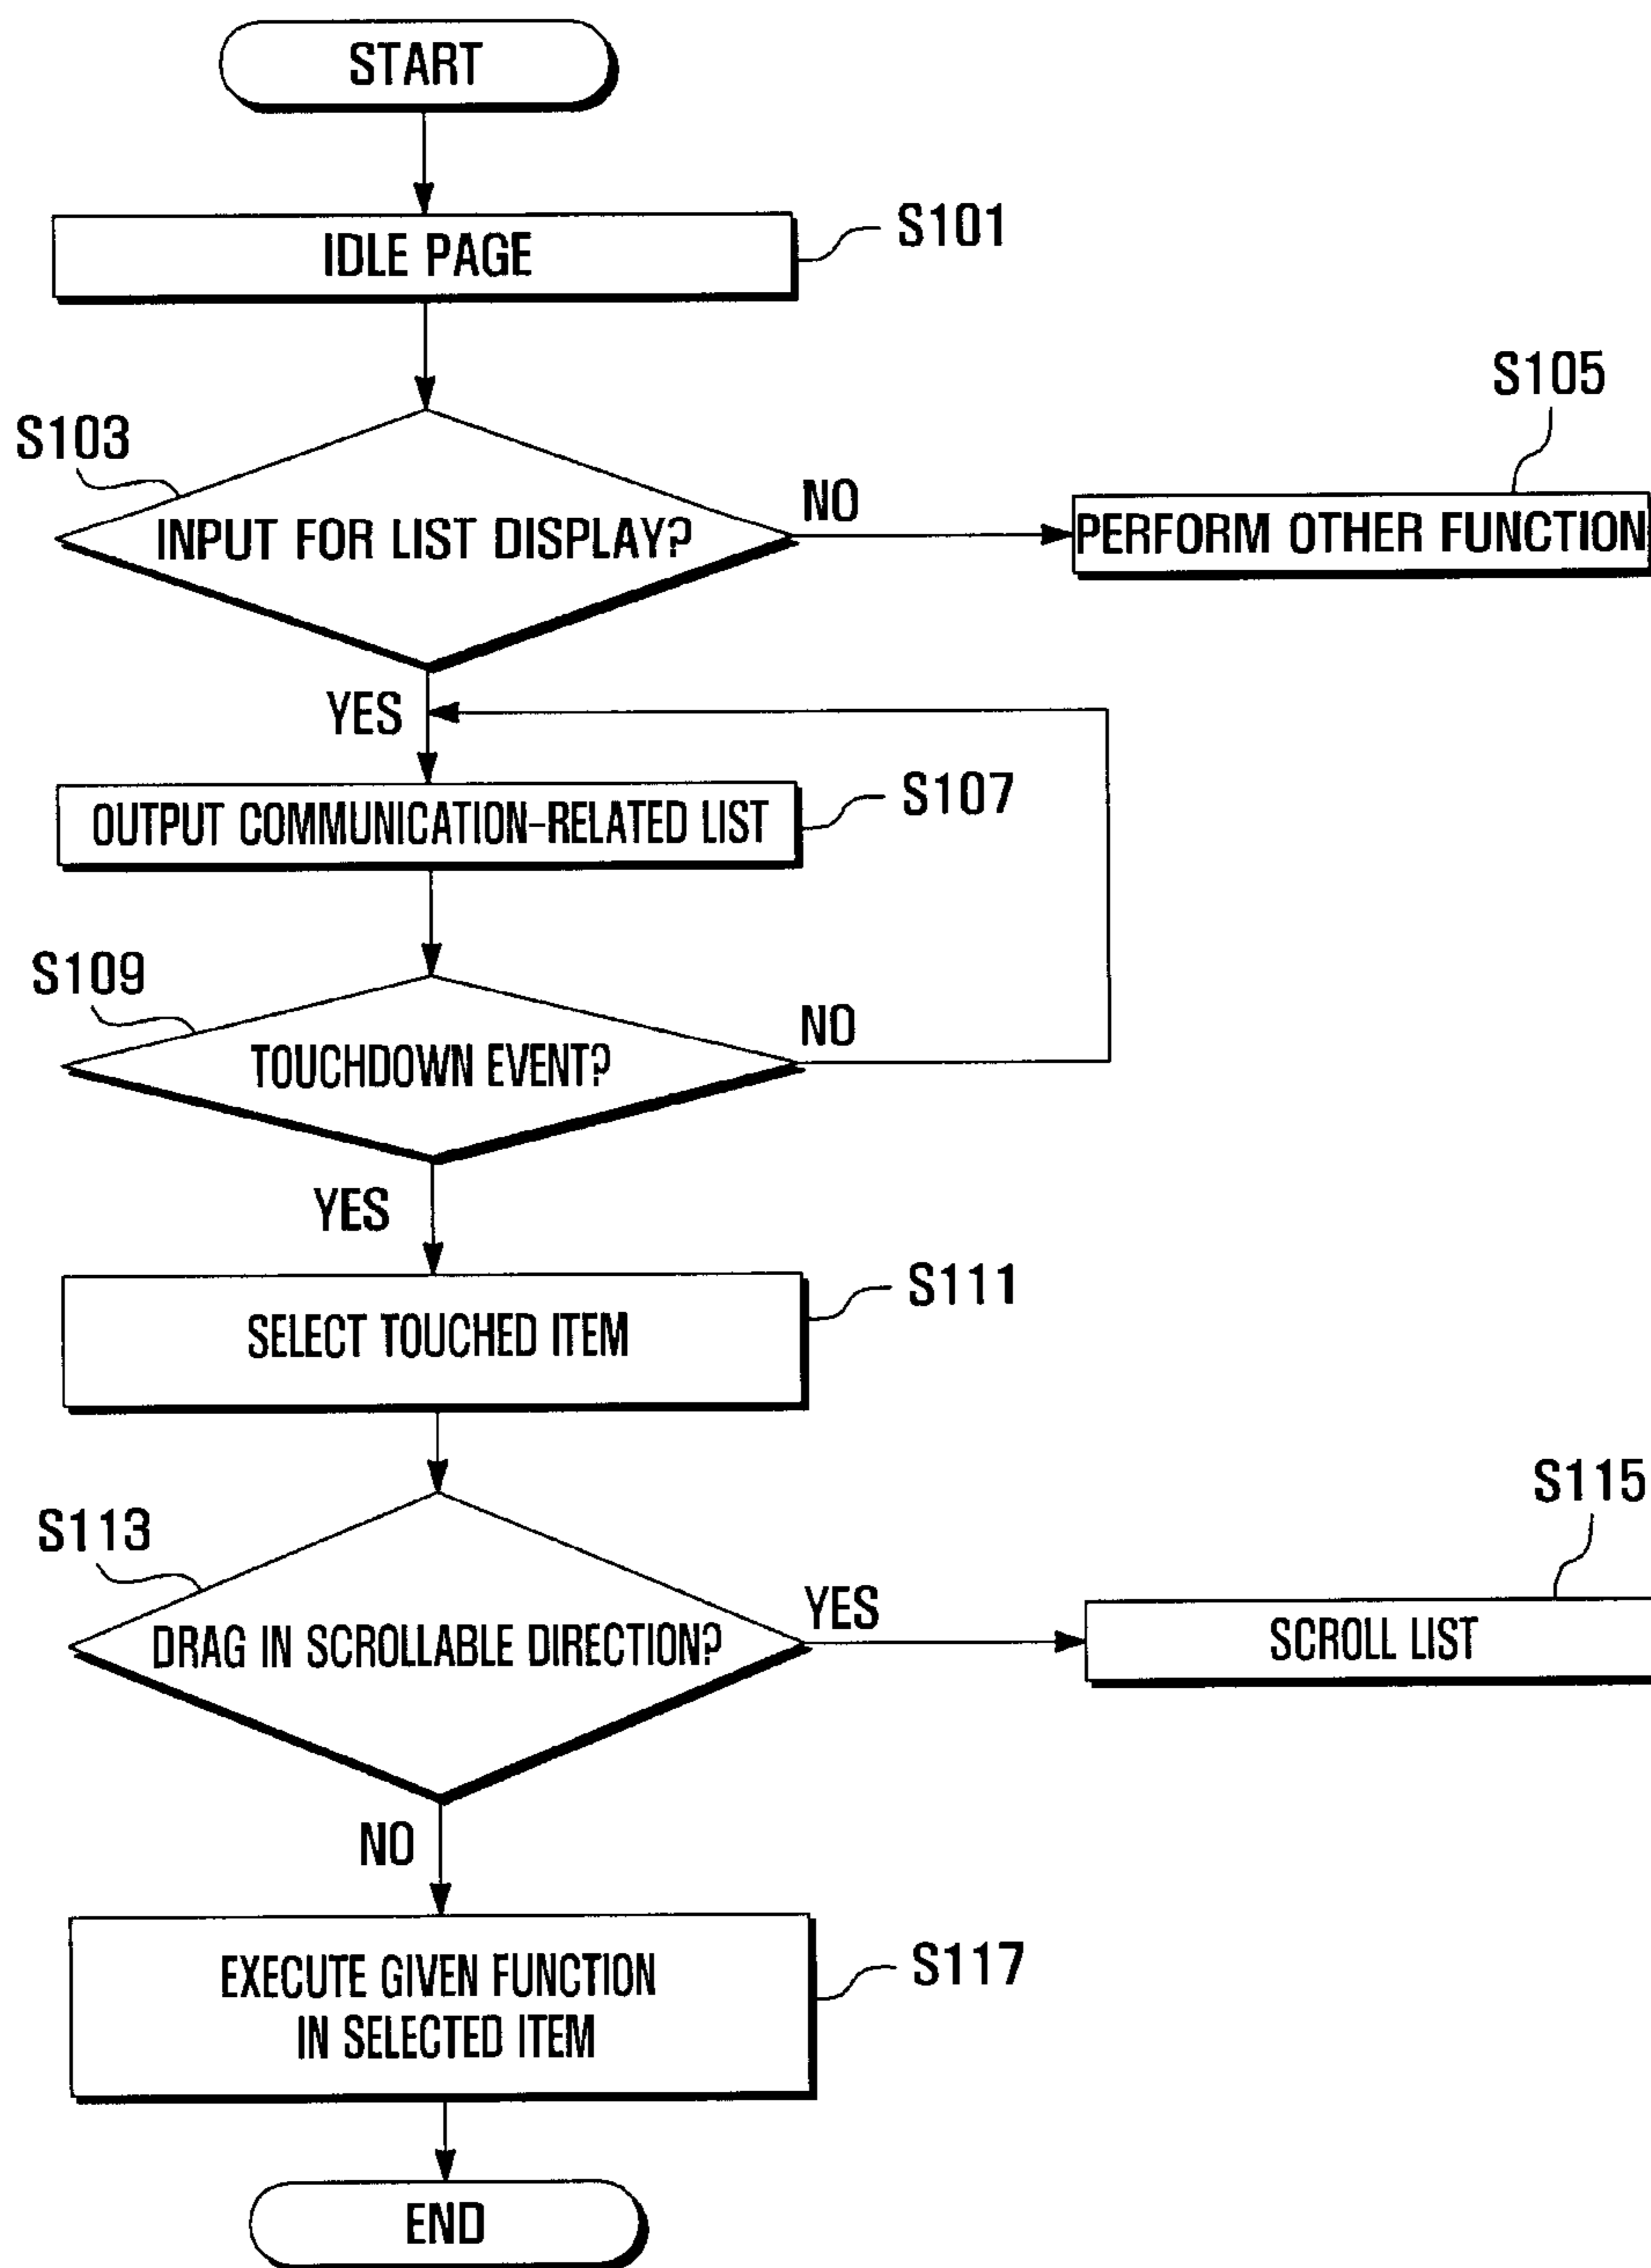 START
IDLE PAGE
S101
S103
INPUT FOR LIST DISPLAY?
NO
S105
PERFORM OTHER FUNCTION
YES
OUTPUT COMMUNICATION-RELATED LIST
S107
S109
TOUCHDOWN EVENT?
NO
YES
SELECT TOUCHED ITEM
S111
S113
DRAG IN SCROLLABLE DIRECTION?
YES
S115
SCROLL LIST
NO
EXECUTE GIVEN FUNCTION
IN SELECTED ITEM
S117
END